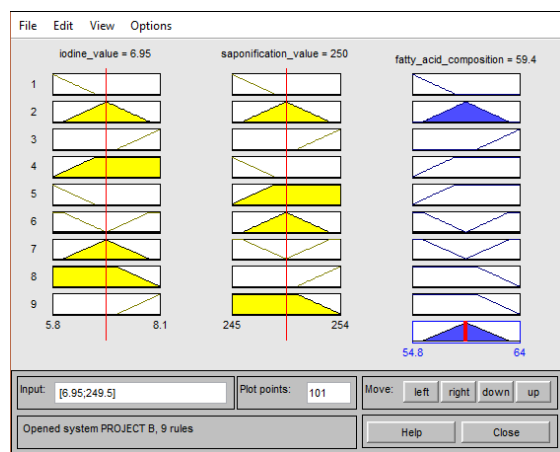 File Edit View Options
iodine_value = 6.95 saponification_value = 250 fatty_acid_composition = 59.4
1
2
3
4
5
6
7
8
9
5.8 8.1 245 254
54.8 64
Input: [6.95;249.5] Plot points: 101 Move: left right down up
Opened system PROJECT B, 9 rules Help Close